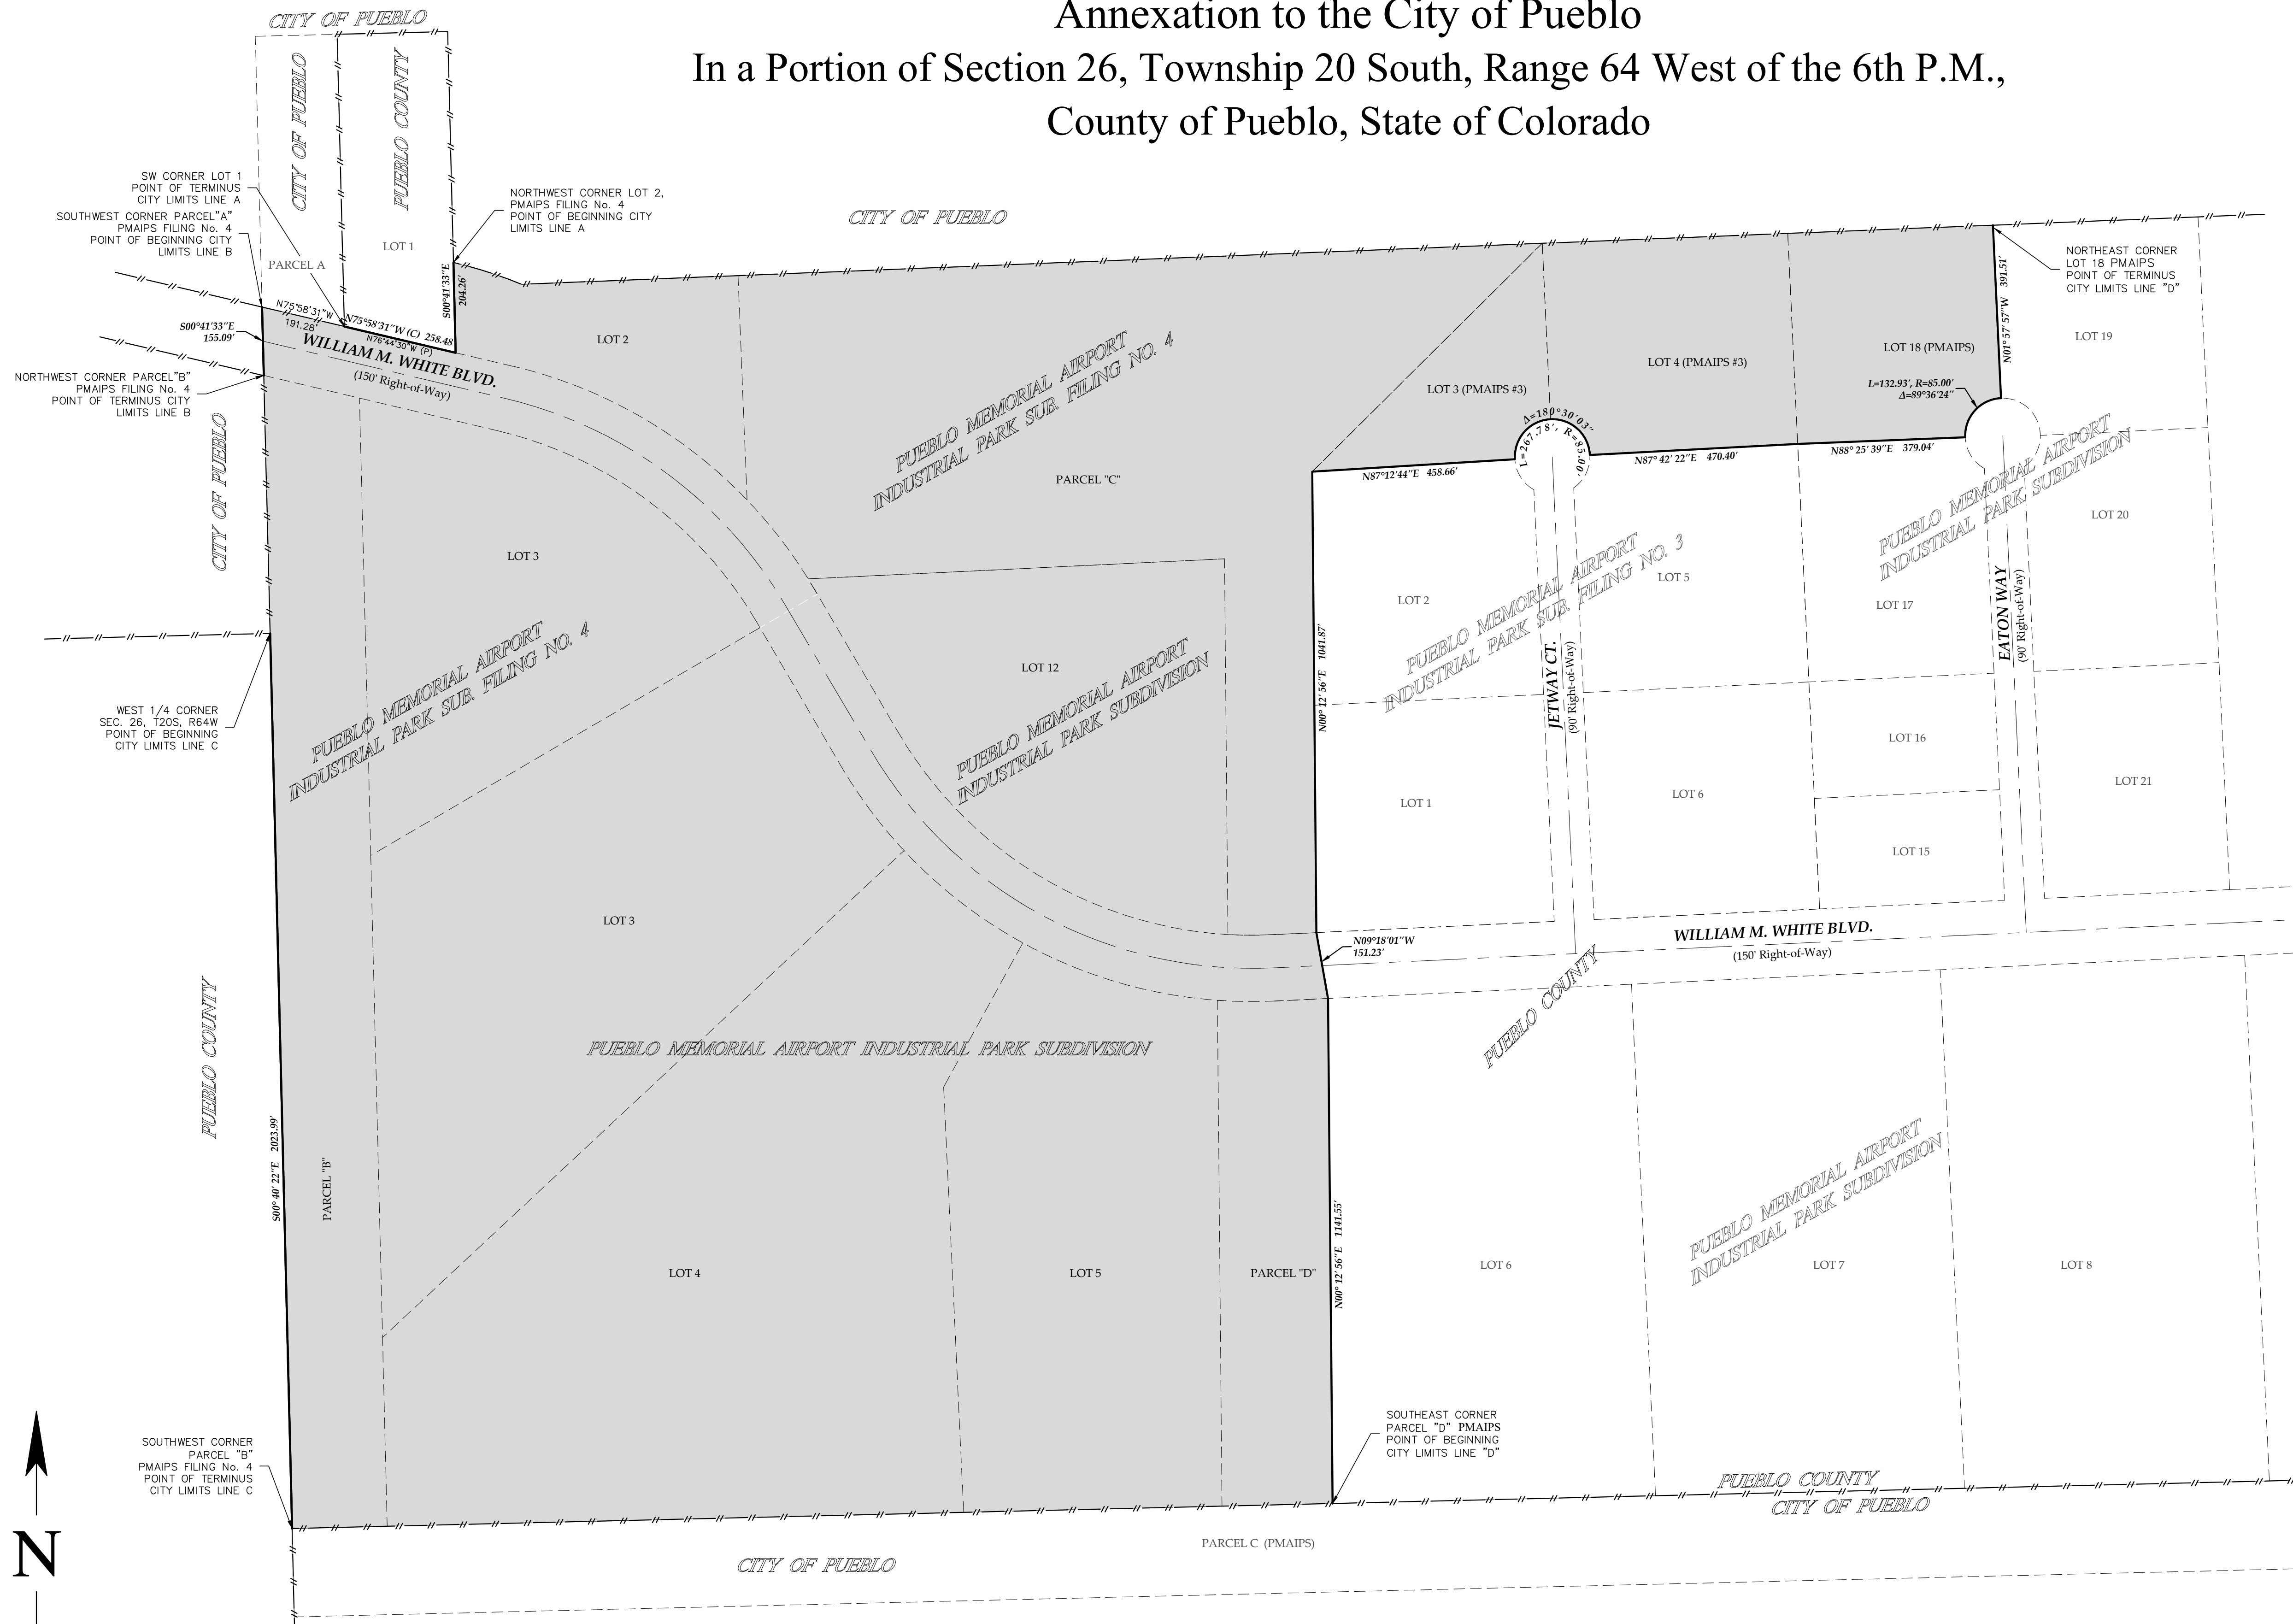 Annexation to the City of Pueblo
In a Portion of Section 26, Township 20 South, Range 64 West of the 6th P.M.,
County of Pueblo, State of Colorado
CITY OF PUEBLO
CITY OF PUEBLO
PUEBLO COUNTY
SW CORNER LOT 1
POINT OF TERMINUS
CITY LIMITS LINE A
SOUTHWEST CORNER PARCEL"A"
PMAIPS FILING No. 4
POINT OF BEGINNING CITY
LIMITS LINE B
NORTHWEST CORNER LOT 2,
PMAIPS FILING No. 4
POINT OF BEGINNING CITY
LIMITS LINE A
CITY OF PUEBLO
LOT 1
PARCEL A
S00°41'33"E
204.26'
N75°58'31"W
191.28'
N75°58'31"W (C) 258.48
N76°44'30"W (P)
S00°41'33"E
155.09'
WILLIAM M. WHITE BLVD.
(150' Right-of-Way)
NORTHWEST CORNER PARCEL"B"
PMAIPS FILING No. 4
POINT OF TERMINUS CITY
LIMITS LINE B
CITY OF PUEBLO
LOT 2
PUEBLO MEMORIAL AIRPORT
INDUSTRIAL PARK SUB. FILING NO. 4
PARCEL "C"
LOT 3 (PMAIPS #3)
LOT 4 (PMAIPS #3)
LOT 18 (PMAIPS)
N01° 57' 57"W 391.51'
NORTHEAST CORNER
LOT 18 PMAIPS
POINT OF TERMINUS
CITY LIMITS LINE "D"
LOT 19
L=132.93', R=85.00'
Δ=89°36'24"
Δ=180°30'03"
L=267.78', R=85.00'
N87°12'44"E 458.66'
N87° 42' 22"E 470.40'
N88° 25' 39"E 379.04'
PUEBLO MEMORIAL AIRPORT
INDUSTRIAL PARK SUBDIVISION
LOT 20
LOT 3
PUEBLO MEMORIAL AIRPORT
INDUSTRIAL PARK SUB. FILING NO. 4
LOT 12
PUEBLO MEMORIAL AIRPORT
INDUSTRIAL PARK SUBDIVISION
N00° 12' 56"E 1041.87'
LOT 2
PUEBLO MEMORIAL AIRPORT
INDUSTRIAL PARK SUB. FILING NO. 3
LOT 5
LOT 17
JETWAY CT.
(90' Right-of-Way)
EATON WAY
(90' Right-of-Way)
WEST 1/4 CORNER
SEC. 26, T20S, R64W
POINT OF BEGINNING
CITY LIMITS LINE C
LOT 16
LOT 21
LOT 1
LOT 6
LOT 15
LOT 3
N09°18'01"W
151.23'
WILLIAM M. WHITE BLVD.
(150' Right-of-Way)
PUEBLO COUNTY
PUEBLO COUNTY
PUEBLO MEMORIAL AIRPORT INDUSTRIAL PARK SUBDIVISION
S00° 40' 22"E 2023.99'
PARCEL "B"
LOT 4
LOT 5
PARCEL "D"
N00° 12' 56"E 1141.55'
LOT 6
PUEBLO MEMORIAL AIRPORT
INDUSTRIAL PARK SUBDIVISION
LOT 7
LOT 8
SOUTHWEST CORNER
PARCEL "B"
PMAIPS FILING No. 4
POINT OF TERMINUS
CITY LIMITS LINE C
SOUTHEAST CORNER
PARCEL "D" PMAIPS
POINT OF BEGINNING
CITY LIMITS LINE "D"
PUEBLO COUNTY
CITY OF PUEBLO
PARCEL C (PMAIPS)
CITY OF PUEBLO
N